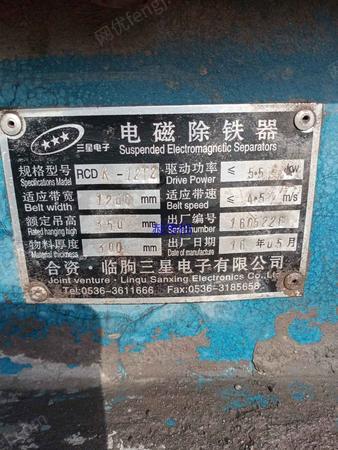 三星电子
电磁除铁器
Suspended Electromagnetic Separators
规格型号 RCD K-12T2 驱动功率 ≤ 5.5 kw
Specifications Model Drive Power
适应带宽 1200 mm 适应带速 ≤ 4.5 m/s
Belt width Belt speed
额定吊高 350 mm 出厂编号 1605226
Rated hanging high Serial number
物料厚度 300 mm 出厂日期 16年05月
Material thickness Date of manufacture
合资·临朐三星电子有限公司
Joint venture·Linqu Sanxing Electronics Co.Ltd
Tel:0536-3611666 Fax:0536-3185658